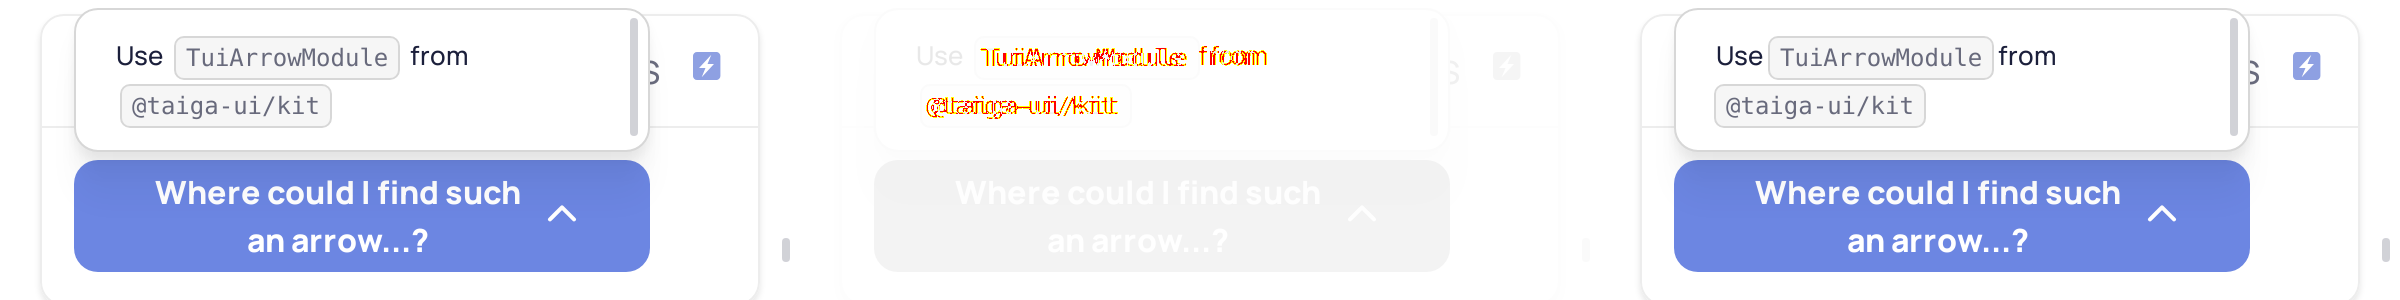 Use TuiArrowModule from
@taiga-ui/kit
s
Where could I find such
an arrow...?
Use TuiArrowModule from
@taiga-ui/kit
s
Where could I find such
an arrow...?
Use TuiArrowModule from
@taiga-ui/kit
s
Where could I find such
an arrow...?